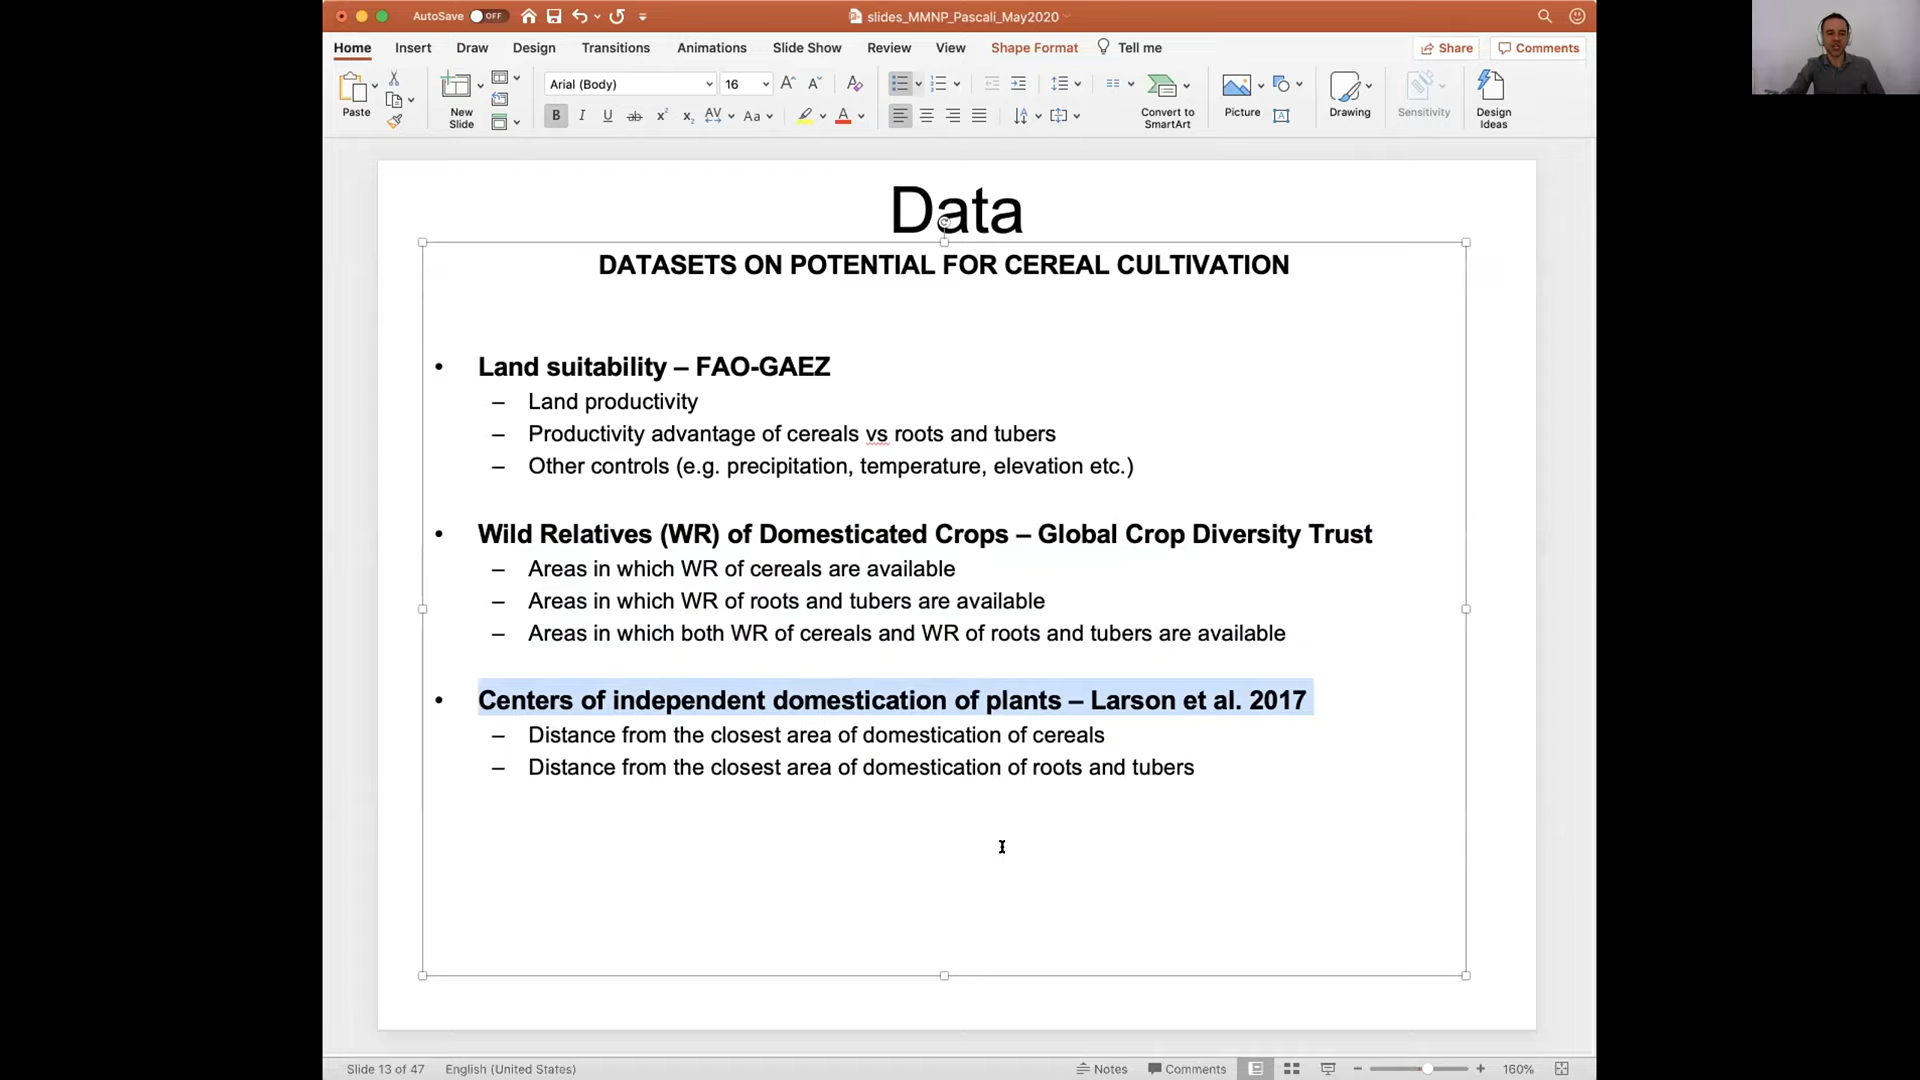 AutoSave OFF
slides_MMNP_Pascali_May2020
Home Insert Draw Design Transitions Animations Slide Show Review View Shape Format Tell me
Share Comments
Paste
New Slide
Arial (Body) 16
Convert to SmartArt
Picture
Drawing
Sensitivity
Design Ideas
Data
DATASETS ON POTENTIAL FOR CEREAL CULTIVATION
• Land suitability – FAO-GAEZ
– Land productivity
– Productivity advantage of cereals vs roots and tubers
– Other controls (e.g. precipitation, temperature, elevation etc.)
• Wild Relatives (WR) of Domesticated Crops – Global Crop Diversity Trust
– Areas in which WR of cereals are available
– Areas in which WR of roots and tubers are available
– Areas in which both WR of cereals and WR of roots and tubers are available
• Centers of independent domestication of plants – Larson et al. 2017
– Distance from the closest area of domestication of cereals
– Distance from the closest area of domestication of roots and tubers
Slide 13 of 47 English (United States) Notes Comments 160%